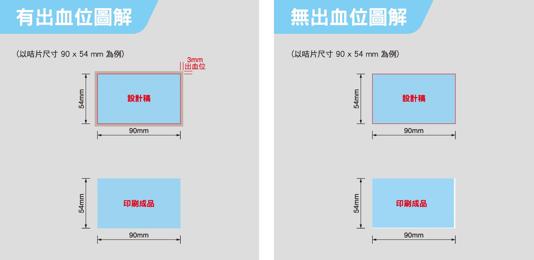 有出血位圖解
(以咭片尺寸 90 x 54 mm 為例)
3mm
出血位
設計稿
54mm
90mm
印刷成品
54mm
90mm
無出血位圖解
(以咭片尺寸 90 x 54 mm 為例)
設計稿
54mm
90mm
印刷成品
54mm
90mm